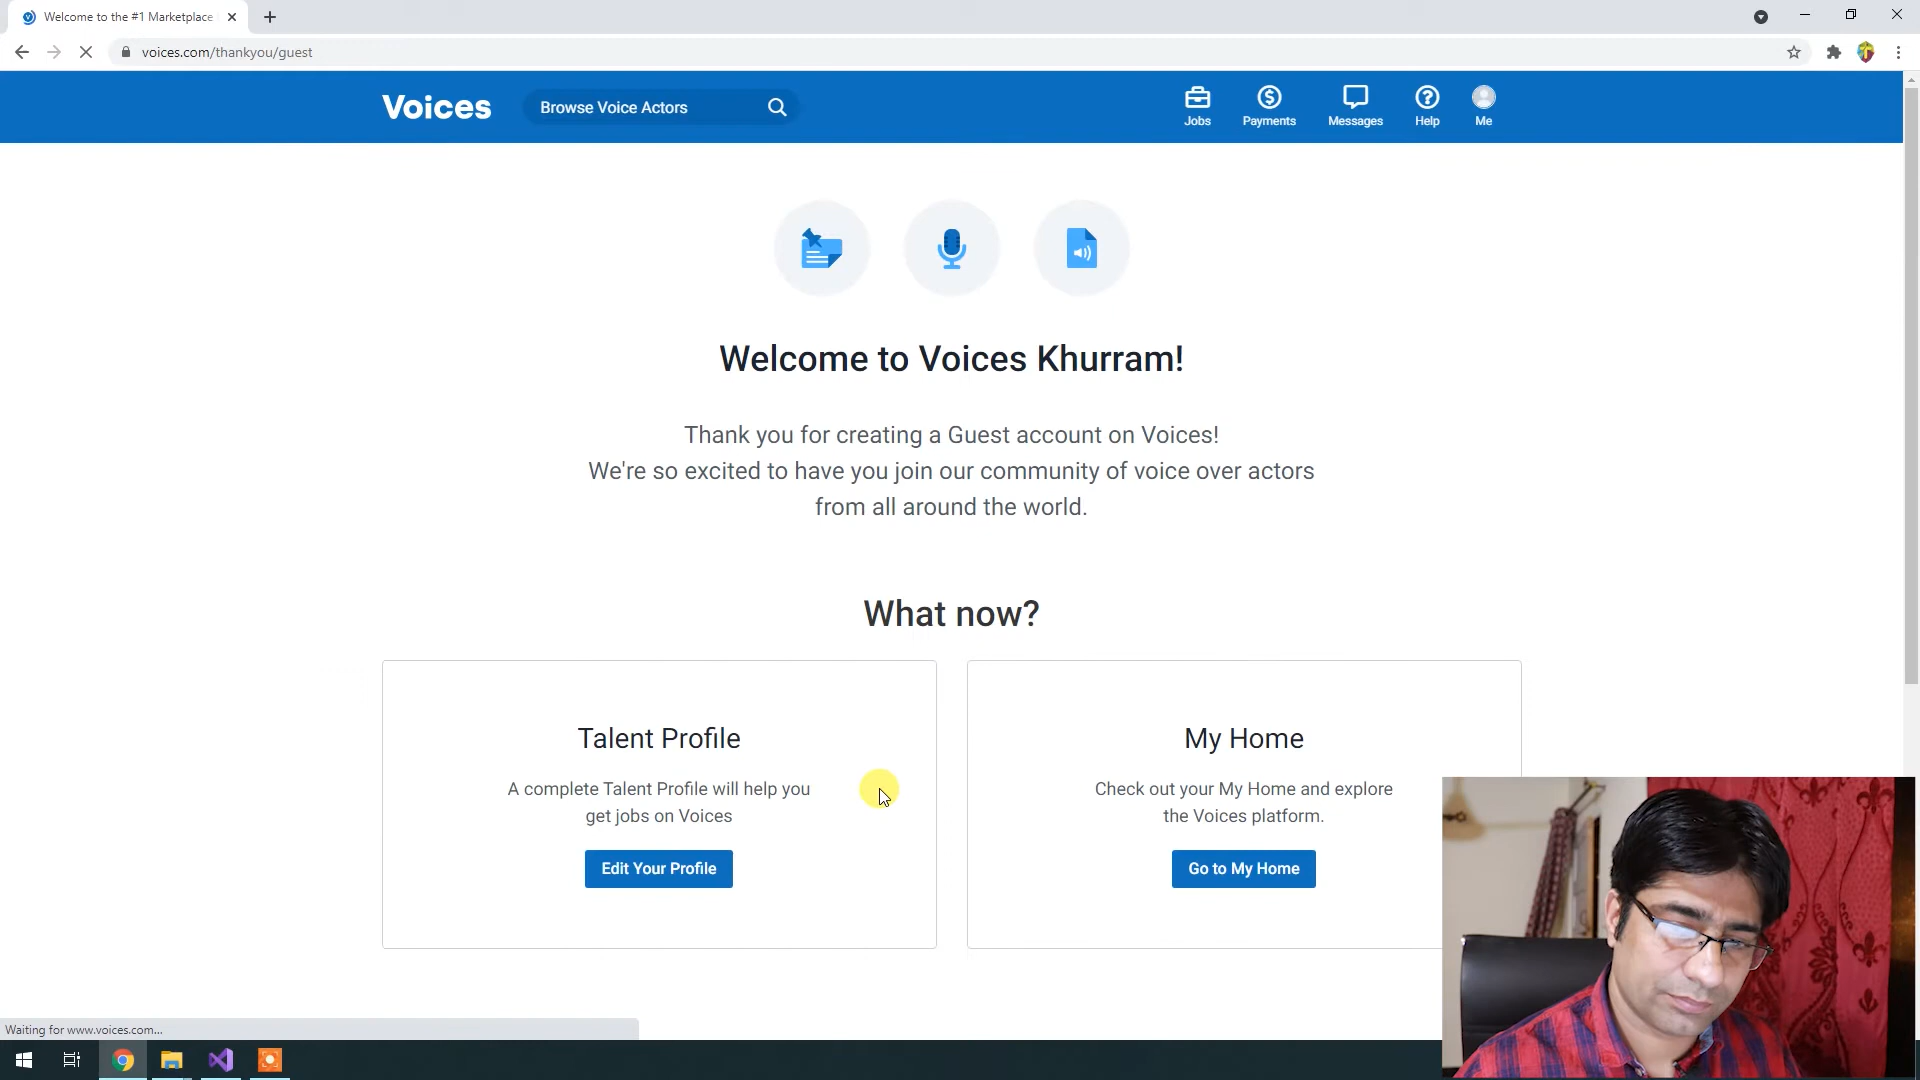 Welcome to the #1 Marketplace
voices.com/thankyou/guest
Voices
Browse Voice Actors
Jobs
Payments
Messages
Help
Me
Welcome to Voices Khurram!
Thank you for creating a Guest account on Voices!
We're so excited to have you join our community of voice over actors
from all around the world.
What now?
Talent Profile
A complete Talent Profile will help you
get jobs on Voices
Edit Your Profile
My Home
Check out your My Home and explore
the Voices platform.
Go to My Home
Waiting for www.voices.com...